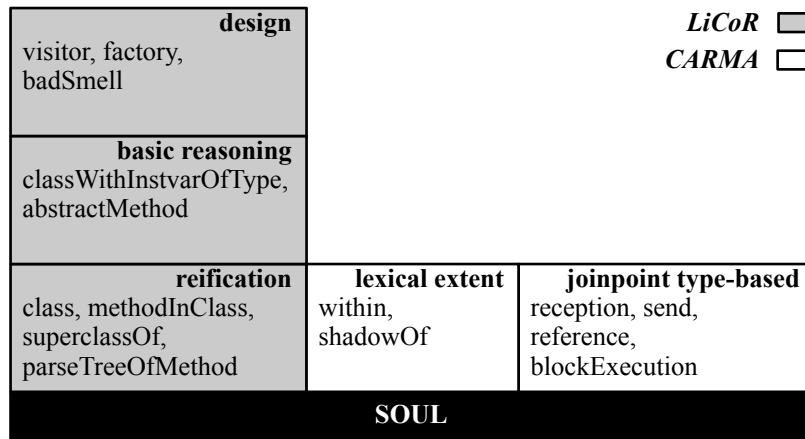 design
visitor, factory,
badSmell
LiCoR
CARMA
basic reasoning
classWithInstvarOfType,
abstractMethod
reification
class, methodInClass,
superclassOf,
parseTreeOfMethod
lexical extent
within,
shadowOf
joinpoint type-based
reception, send,
reference,
blockExecution
SOUL